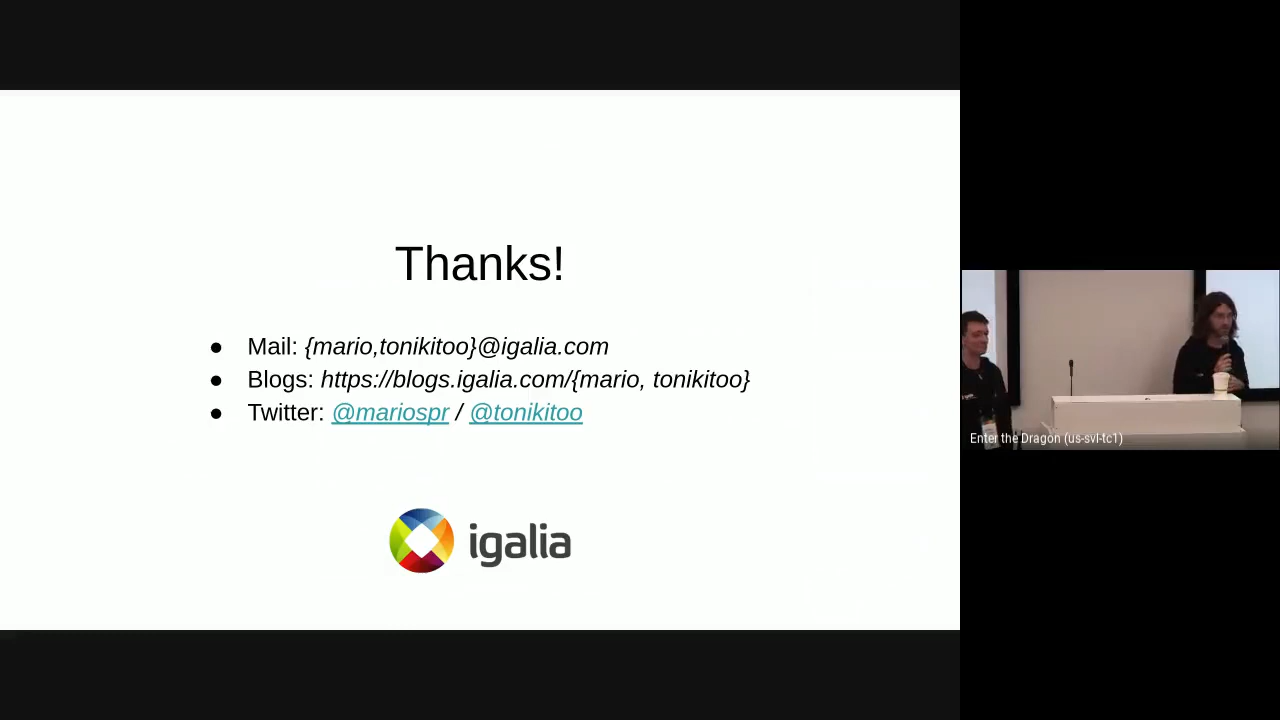 Thanks!
● Mail: {mario,tonikitoo}@igalia.com
● Blogs: https://blogs.igalia.com/{mario, tonikitoo}
● Twitter: @mariospr / @tonikitoo
igalia
Enter the Dragon (us-svl-tc1)